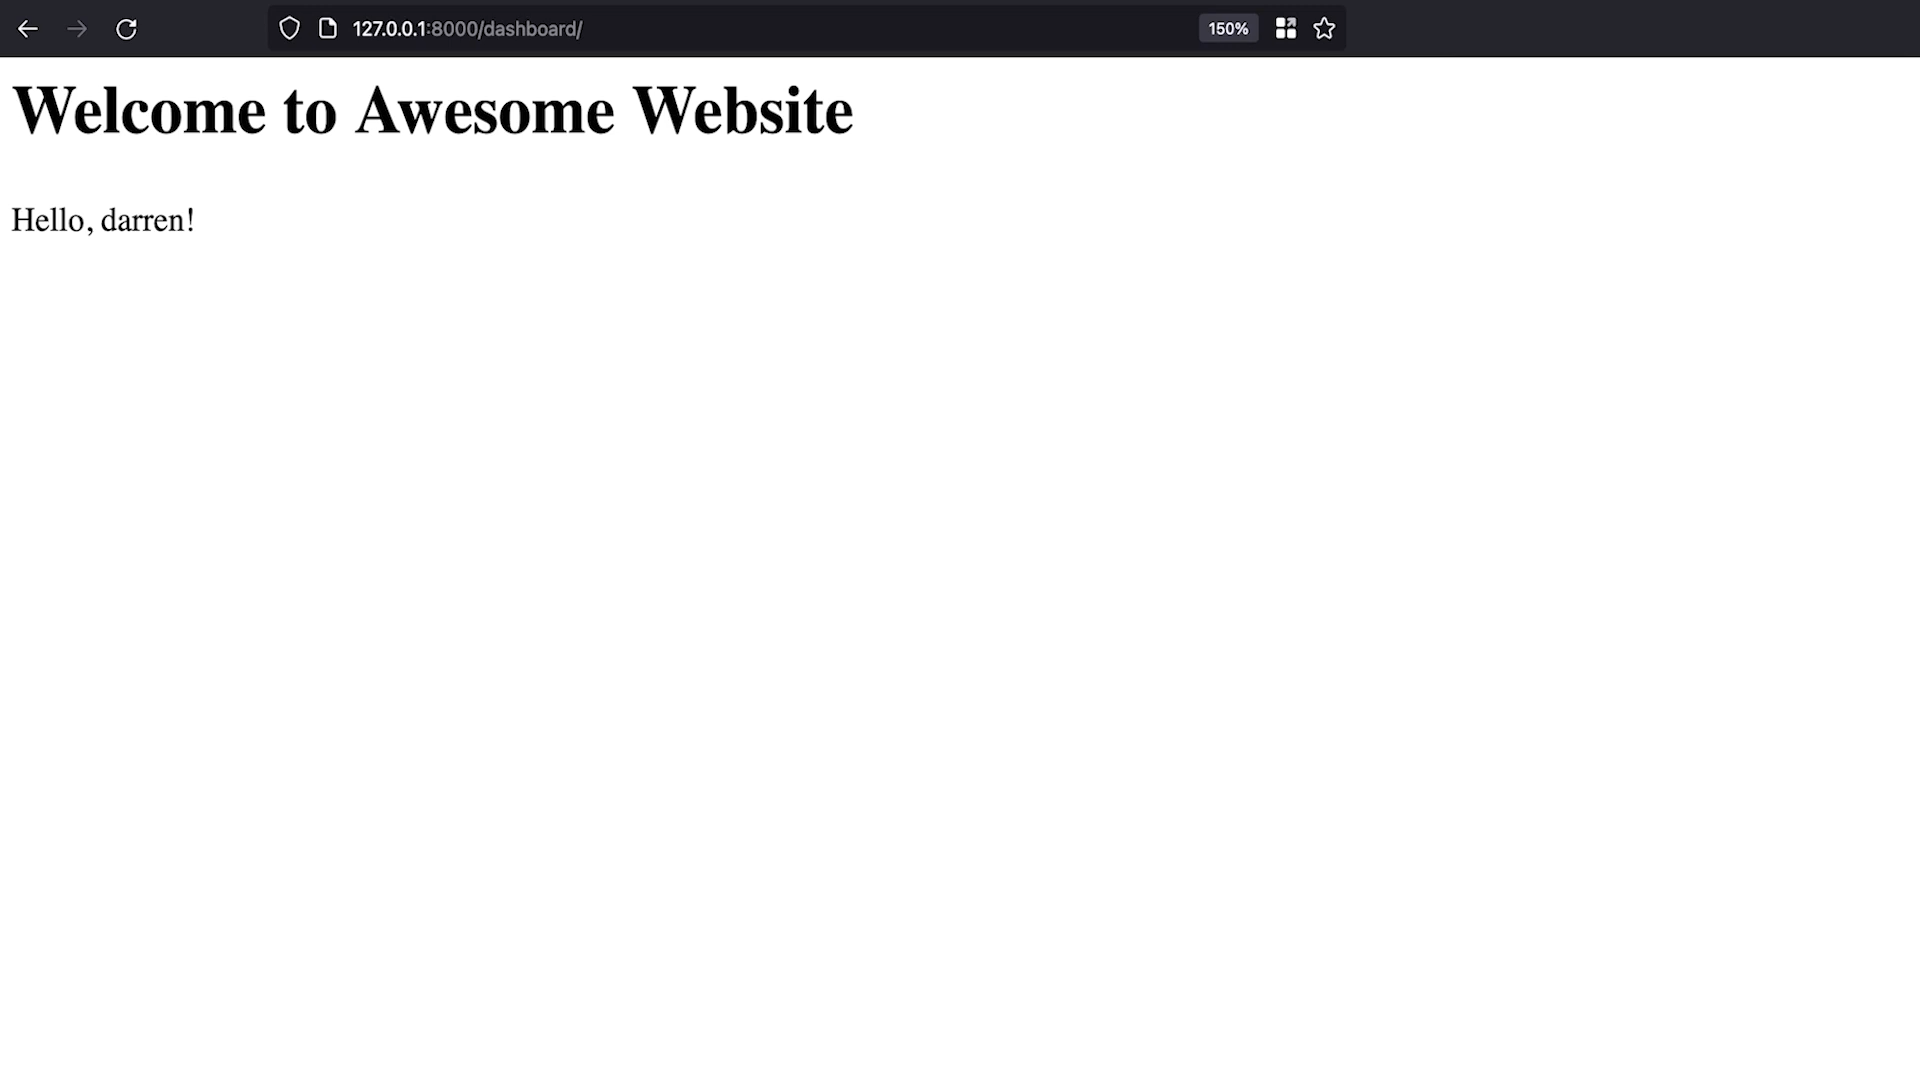 127.0.0.1:8000/dashboard/ 150%
Welcome to Awesome Website
Hello, darren!